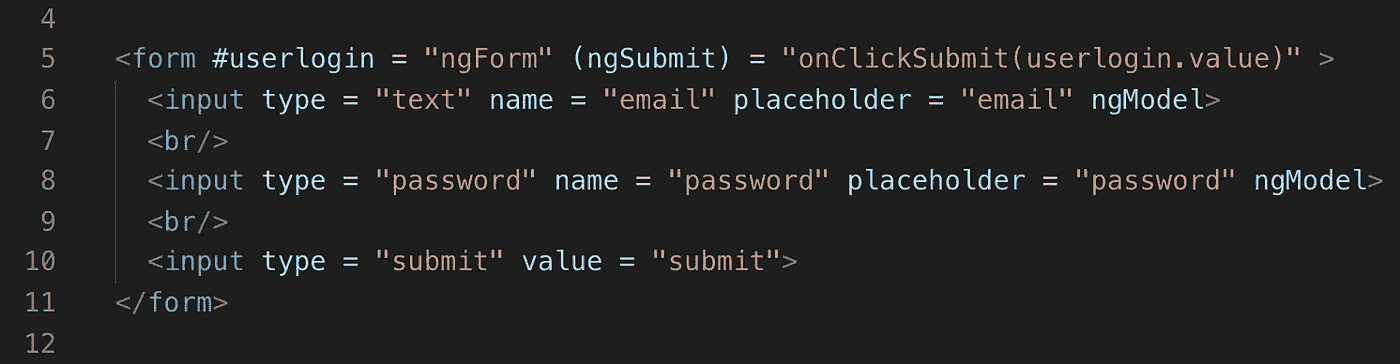 4
5 <form #userlogin = "ngForm" (ngSubmit) = "onClickSubmit(userlogin.value)" >
6 <input type = "text" name = "email" placeholder = "email" ngModel>
7 <br/>
8 <input type = "password" name = "password" placeholder = "password" ngModel>
9 <br/>
10 <input type = "submit" value = "submit">
11 </form>
12